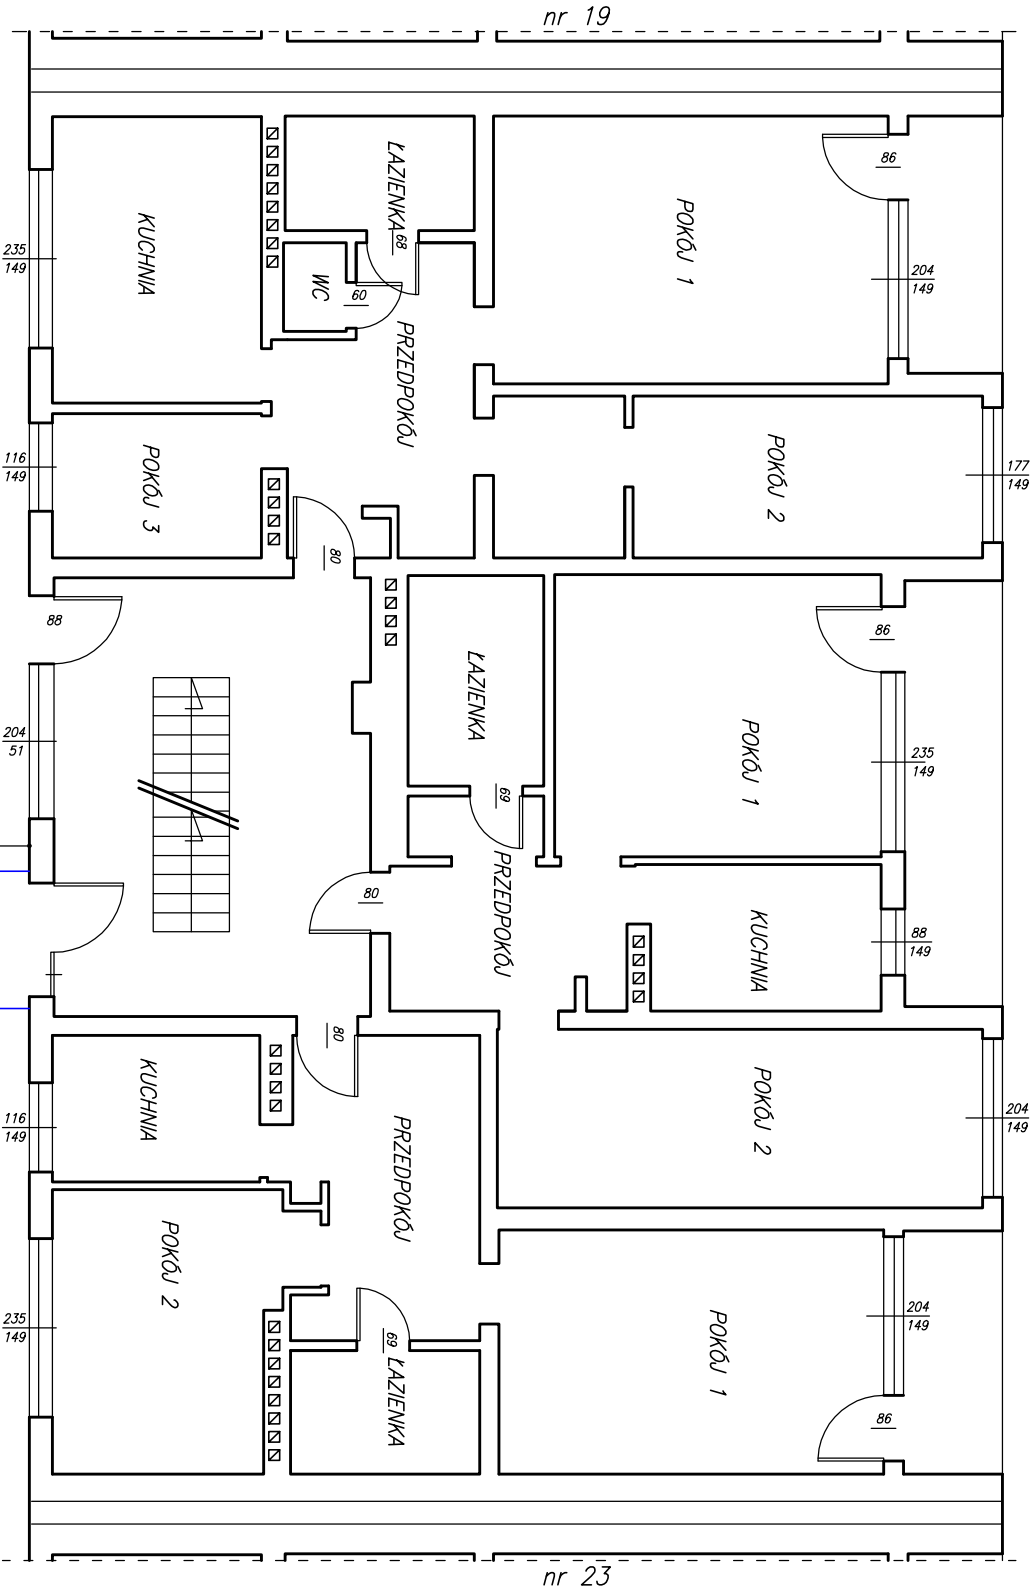 nr 19
ŁAZIENKA
86
POKÓJ 1
KUCHNIA
68
235
149
204
149
WC
60
PRZEDPOKÓJ
POKÓJ 3
POKÓJ 2
116
149
177
149
80
88
86
ŁAZIENKA
POKÓJ 1
204
51
235
149
69
PRZEDPOKÓJ
80
KUCHNIA
88
149
80
KUCHNIA
POKÓJ 2
116
149
204
149
PRZEDPOKÓJ
POKÓJ 2
235
149
204
149
POKÓJ 1
69
ŁAZIENKA
86
nr 23